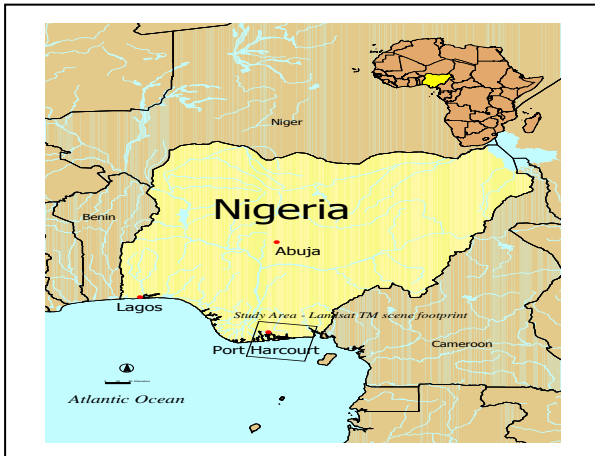 Niger
Benin
Nigeria
Abuja
Lagos
Study Area - Landsat TM scene footprint
Port Harcourt
Cameroon
Atlantic Ocean